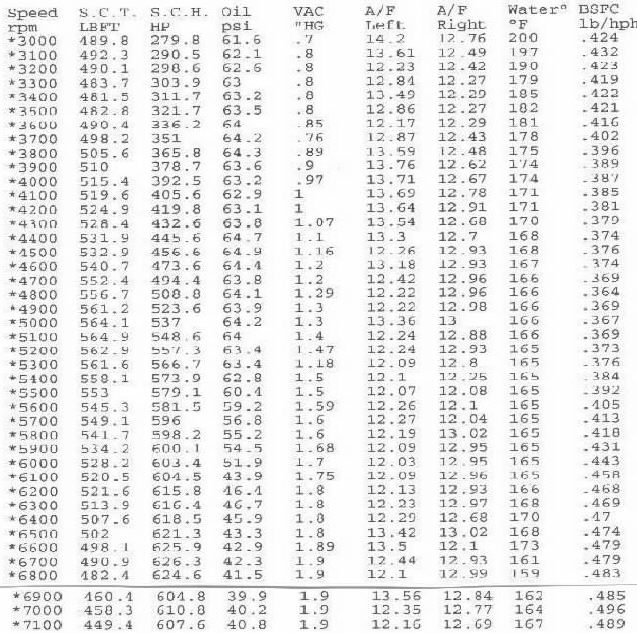 Speed S.C.T. S.C.H. Oil VAC A/F A/F Water° BSFC
rpm LBFT HP psi "HG Left Right °F lb/hph
*3000 489.8 279.8 61.6 .7 14.2 12.76 200 .424
*3100 492.3 290.5 62.1 .8 13.61 12.49 197 .432
*3200 490.1 298.6 62.6 .8 12.23 12.42 190 .423
*3300 483.7 303.9 63 .8 12.84 12.27 179 .419
*3400 481.5 311.7 63.2 .8 13.49 12.29 185 .422
*3500 482.8 321.7 63.5 .8 12.86 12.27 182 .421
*3600 490.4 336.2 64 .85 12.17 12.29 181 .416
*3700 498.2 351 64.2 .76 12.87 12.43 178 .402
*3800 505.6 365.8 64.3 .89 13.59 12.48 175 .396
*3900 510 378.7 63.6 .9 13.76 12.62 174 .389
*4000 515.4 392.5 63.2 .97 13.71 12.67 174 .387
*4100 519.6 405.6 62.9 1 13.69 12.78 171 .385
*4200 524.9 419.8 63.1 1 13.64 12.91 171 .381
*4300 528.4 432.6 63.8 1.07 13.54 12.68 170 .379
*4400 531.9 445.6 64.7 1.1 13.3 12.7 168 .374
*4500 532.9 456.6 64.9 1.16 12.26 12.93 168 .376
*4600 540.7 473.6 64.4 1.2 13.18 12.93 167 .374
*4700 552.4 494.4 63.8 1.2 12.42 12.96 166 .369
*4800 556.7 508.8 64.1 1.29 12.22 12.96 166 .364
*4900 561.2 523.6 63.9 1.3 12.22 12.98 166 .369
*5000 564.1 537 64.2 1.3 13.36 13 166 .367
*5100 564.9 548.6 64 1.4 12.24 12.88 166 .369
*5200 562.9 557.3 63.4 1.47 12.24 12.93 165 .373
*5300 561.6 566.7 63.4 1.18 12.09 12.8 165 .376
*5400 558.1 573.9 62.8 1.5 12.1 12.25 165 .384
*5500 553 579.1 60.4 1.5 12.07 12.08 165 .392
*5600 545.3 581.5 59.2 1.59 12.26 12.1 165 .405
*5700 549.1 596 56.8 1.6 12.27 12.04 165 .413
*5800 541.7 598.2 55.2 1.6 12.19 13.02 165 .418
*5900 534.2 600.1 54.5 1.68 12.09 12.95 165 .431
*6000 528.2 603.4 51.9 1.7 12.03 12.95 165 .443
*6100 520.5 604.5 43.9 1.75 12.09 12.96 165 .458
*6200 521.6 615.8 46.4 1.8 12.13 12.93 166 .468
*6300 513.9 616.4 46.7 1.8 12.23 12.97 168 .469
*6400 507.6 618.5 45.9 1.8 12.29 12.68 170 .47
*6500 502 621.3 43.3 1.8 13.42 13.02 168 .474
*6600 498.1 625.9 42.9 1.89 13.5 12.1 173 .479
*6700 490.9 626.3 42.3 1.9 12.44 12.93 161 .479
*6800 482.4 624.6 41.5 1.9 12.1 12.99 159 .483
*6900 460.4 604.8 39.9 1.9 13.56 12.84 162 .485
*7000 458.3 610.8 40.2 1.9 12.35 12.77 164 .496
*7100 449.4 607.6 40.8 1.9 12.16 12.69 167 .489